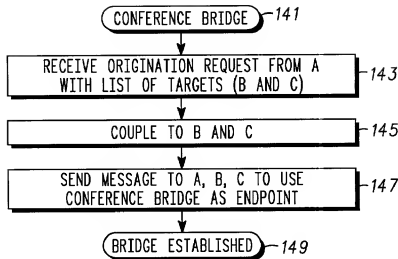 CONFERENCE BRIDGE 141
RECEIVE ORIGINATION REQUEST FROM A
WITH LIST OF TARGETS (B AND C) 143
COUPLE TO B AND C 145
SEND MESSAGE TO A, B, C TO USE
CONFERENCE BRIDGE AS ENDPOINT 147
BRIDGE ESTABLISHED 149